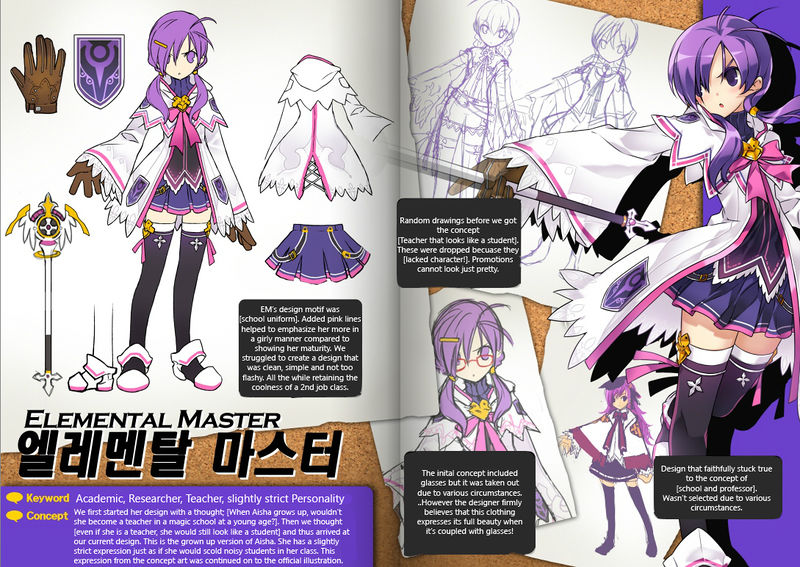 EM's design motif was
[school uniform]. Added pink lines
helped to emphasize her more in
a girly manner compared to
showing her maturity. We
struggled to create a design that
was clean, simple and not too
flashy. All the while retaining the
coolness of a 2nd job class.
ELEMENTAL MASTER
엘레멘탈 마스터
Keyword Academic, Researcher, Teacher, slightly strict Personality
Concept We first started her design with a thought; [When Aisha grows up, wouldn't
she become a teacher in a magic school at a young age?]. Then we thought
[even if she is a teacher, she would still look like a student] and thus arrived at
our current design. This is the grown up version of Aisha. She has a slightly
strict expression just as if she would scold noisy students in her class. This
expression from the concept art was continued on to the official illustration.
Random drawings before we got
the concept
[Teacher that looks like a student].
These were dropped becuase they
[lacked character!]. Promotions
cannot look just pretty.
The inital concept included
glasses but it was taken out
due to various circumstances.
..However the designer firmly
believes that this clothing
expresses its full beauty when
it's coupled with glasses!
Design that faithfully stuck true
to the concept of
[school and professor].
Wasn't selected due to various
circumstances.